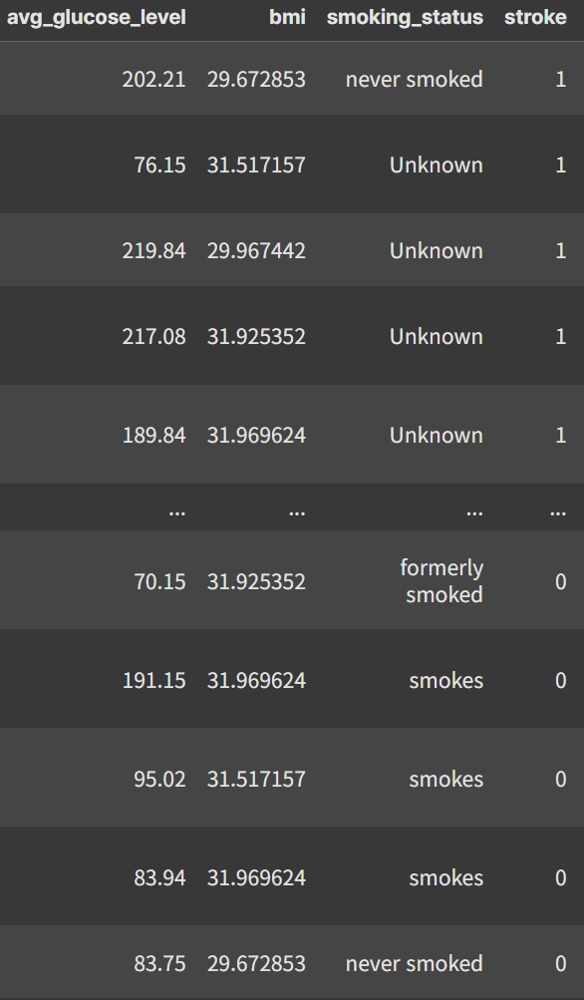 avg_glucose_level bmi smoking_status stroke
202.21 29.672853 never smoked 1
76.15 31.517157 Unknown 1
219.84 29.967442 Unknown 1
217.08 31.925352 Unknown 1
189.84 31.969624 Unknown 1
... ... ... ...
70.15 31.925352 formerly smoked 0
191.15 31.969624 smokes 0
95.02 31.517157 smokes 0
83.94 31.969624 smokes 0
83.75 29.672853 never smoked 0